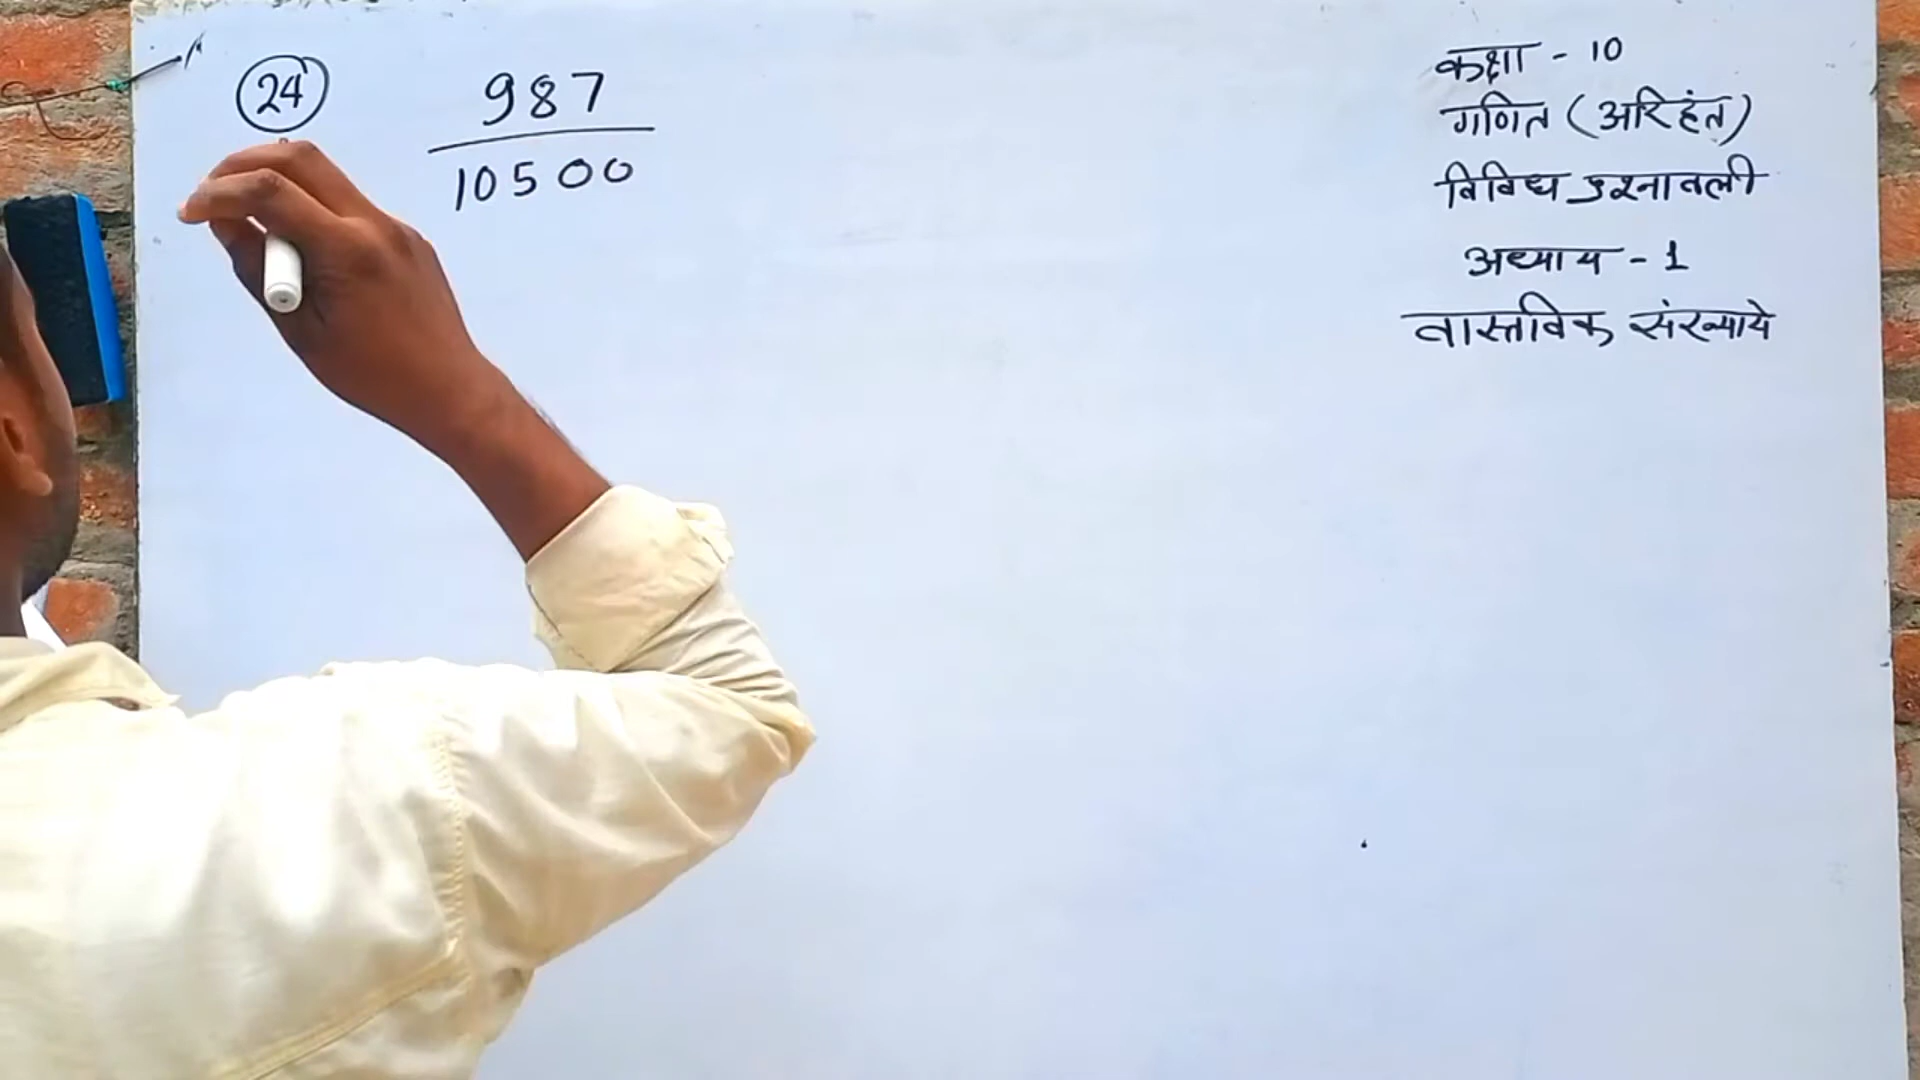 24
987
10500
कक्षा - 10
गणित (अरिहंत)
विविध प्रश्नावली
अध्याय - 1
वास्तविक संख्याये